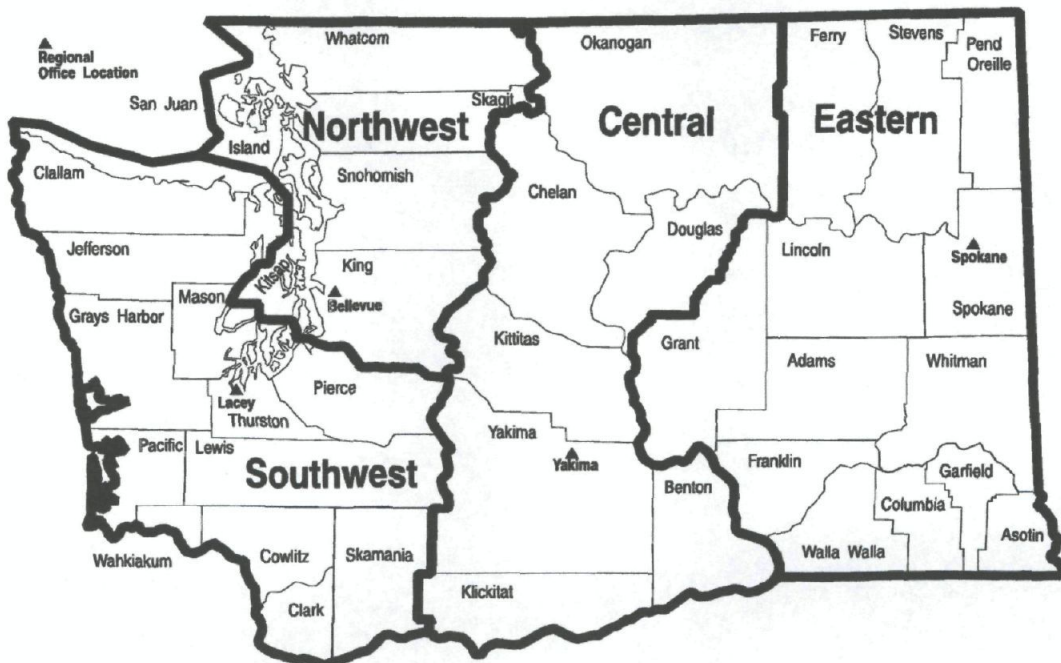 Regional
Office Location
San Juan
Whatcom
Skagit
Northwest
Island
Snohomish
Clallam
Jefferson
Kitsap
King
Bellevue
Mason
Grays Harbor
Pierce
Lacey
Thurston
Pacific
Lewis
Southwest
Wahkiakum
Cowlitz
Skamania
Clark
Okanogan
Central
Chelan
Douglas
Kittitas
Yakima
Yakima
Benton
Klickitat
Ferry
Stevens
Pend
Oreille
Eastern
Lincoln
Spokane
Spokane
Grant
Adams
Whitman
Franklin
Garfield
Columbia
Walla Walla
Asotin